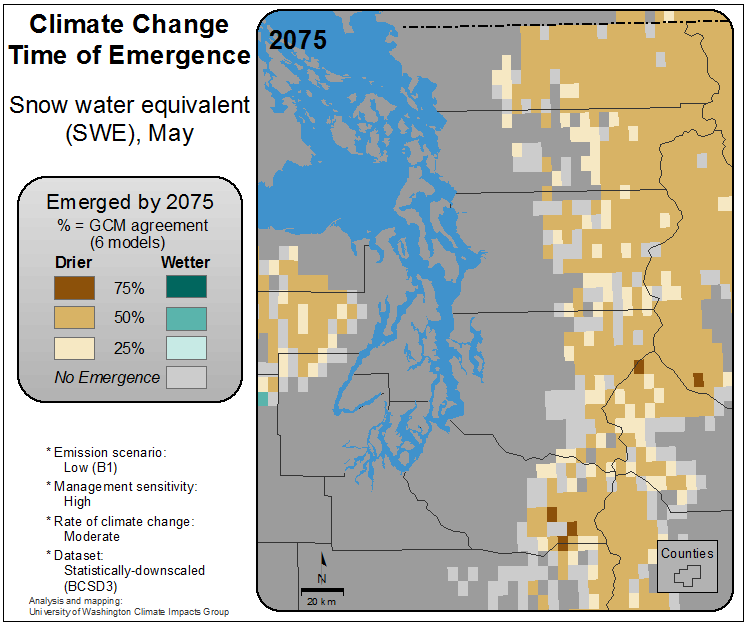 Climate Change
Time of Emergence
Snow water equivalent
(SWE), May
Emerged by 2075
% = GCM agreement
(6 models)
Drier Wetter
75%
50%
25%
No Emergence
* Emission scenario:
Low (B1)
* Management sensitivity:
High
* Rate of climate change:
Moderate
* Dataset:
Statistically-downscaled
(BCSD3)
Analysis and mapping:
University of Washington Climate Impacts Group
2075
N
20 km
Counties